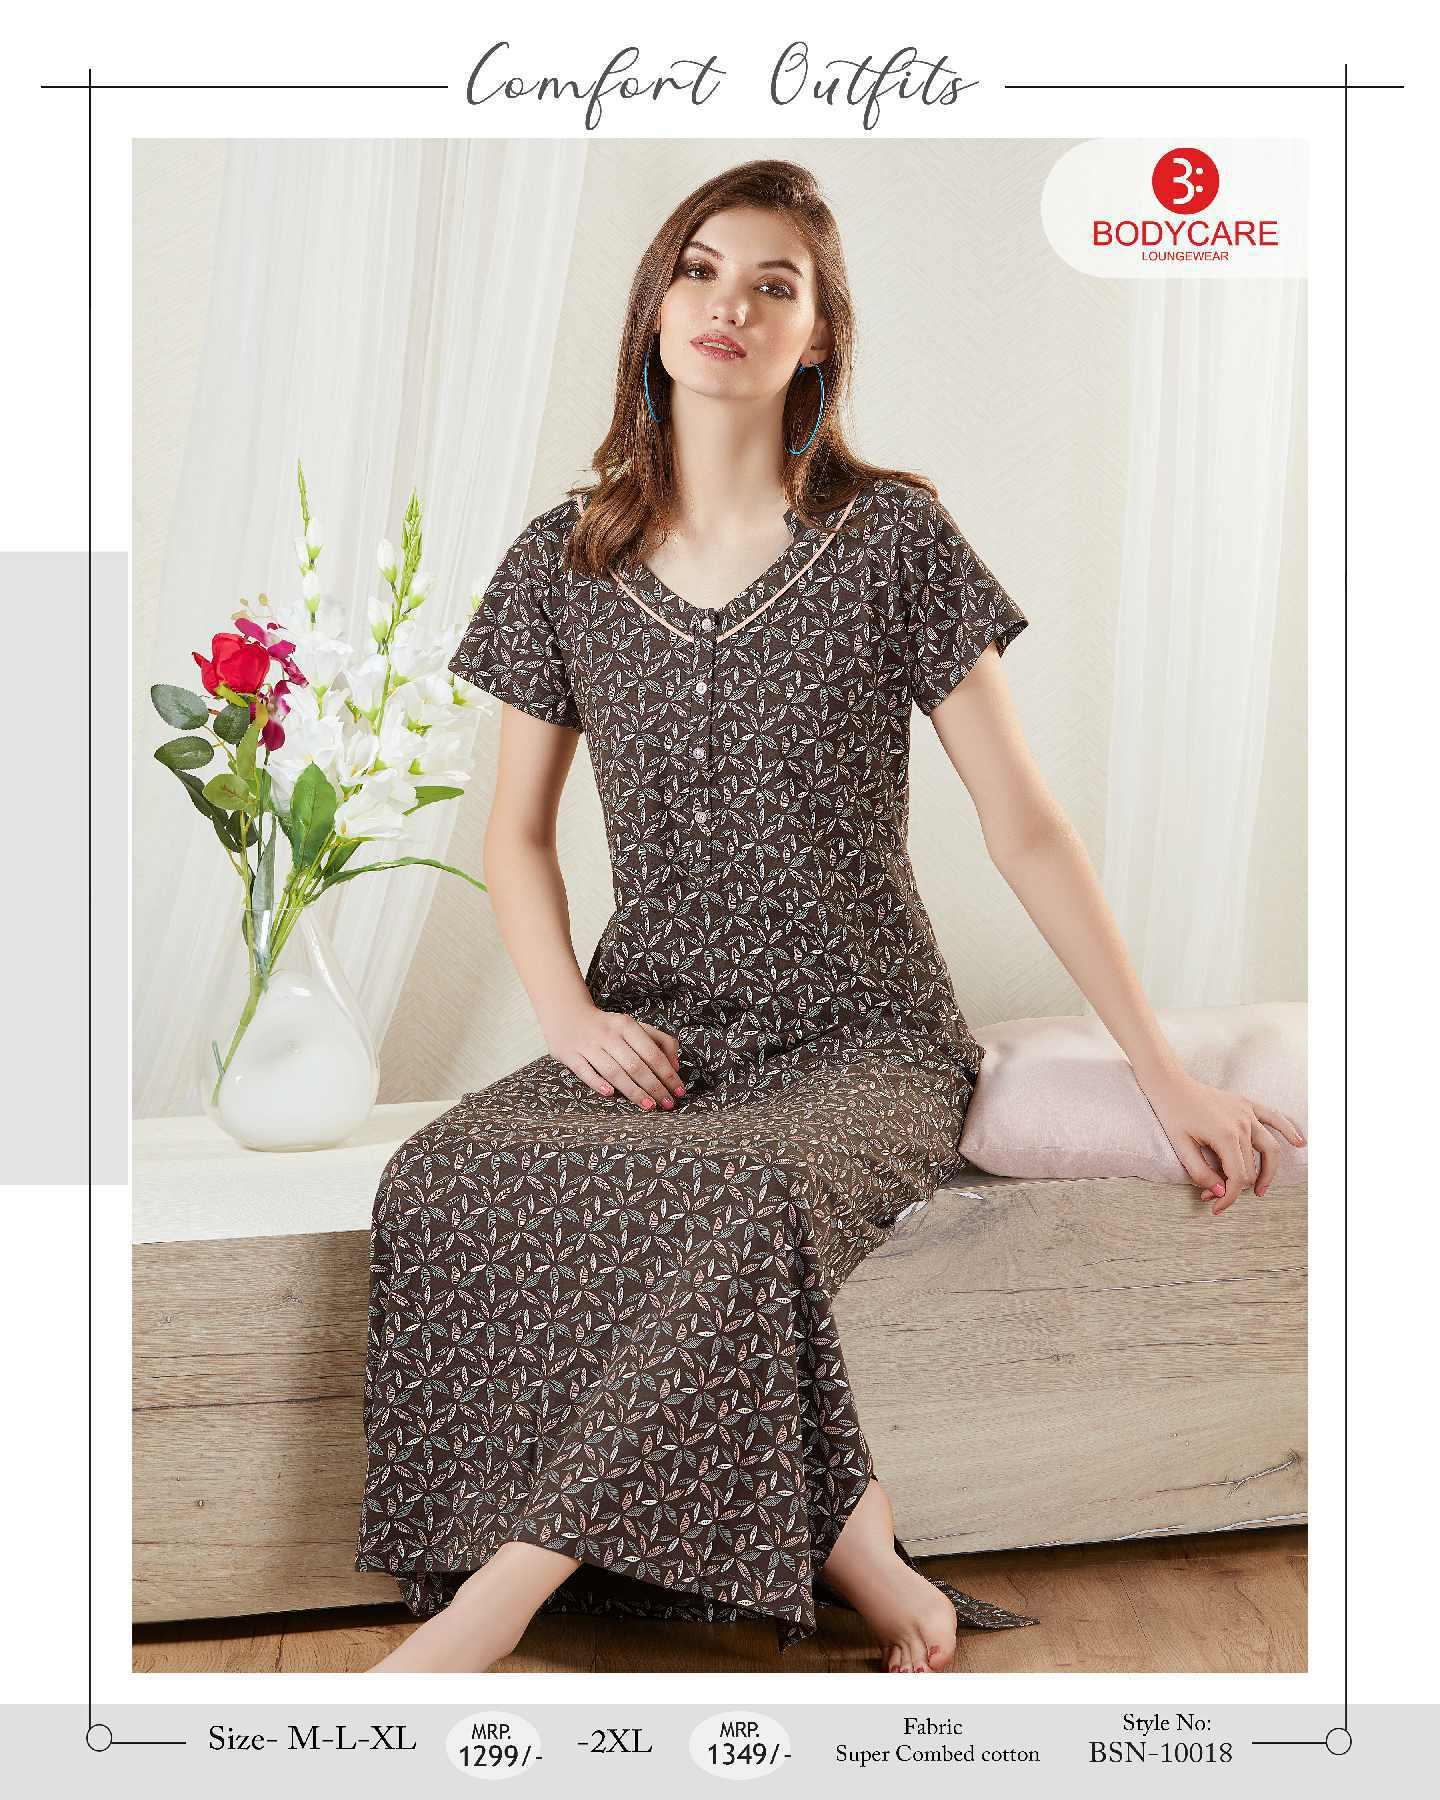 Comfort Outfits
BODYCARE
LOUNGEWEAR
Size- M-L-XL
MRP.
1299/-
-2XL
MRP.
1349/-
Fabric
Super Combed cotton
Style No:
BSN-10018